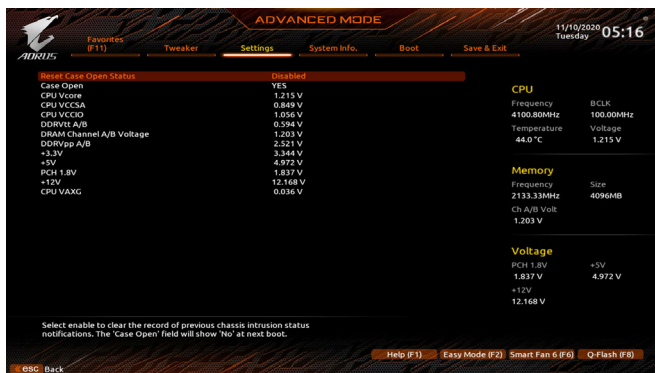 ADVANCED MODE
11/10/2020 Tuesday 05:16
AORUS
Favorites (F11) Tweaker Settings System Info. Boot Save & Exit
Reset Case Open Status Disabled
Case Open YES
CPU Vcore 1.215 V
CPU VCCSA 0.849 V
CPU VCCIO 1.056 V
DDRVtt A/B 0.594 V
DRAM Channel A/B Voltage 1.203 V
DDRVpp A/B 2.521 V
+3.3V 3.344 V
+5V 4.972 V
PCH 1.8V 1.837 V
+12V 12.168 V
CPU VAXG 0.036 V
CPU
Frequency BCLK
4100.80MHz 100.00MHz
Temperature Voltage
44.0 °C 1.215 V
Memory
Frequency Size
2133.33MHz 4096MB
Ch A/B Volt
1.203 V
Voltage
PCH 1.8V +5V
1.837 V 4.972 V
+12V
12.168 V
Select enable to clear the record of previous chassis intrusion status
notifications. The 'Case Open' field will show 'No' at next boot.
Help (F1) Easy Mode (F2) Smart Fan 6 (F6) Q-Flash (F8)
esc Back